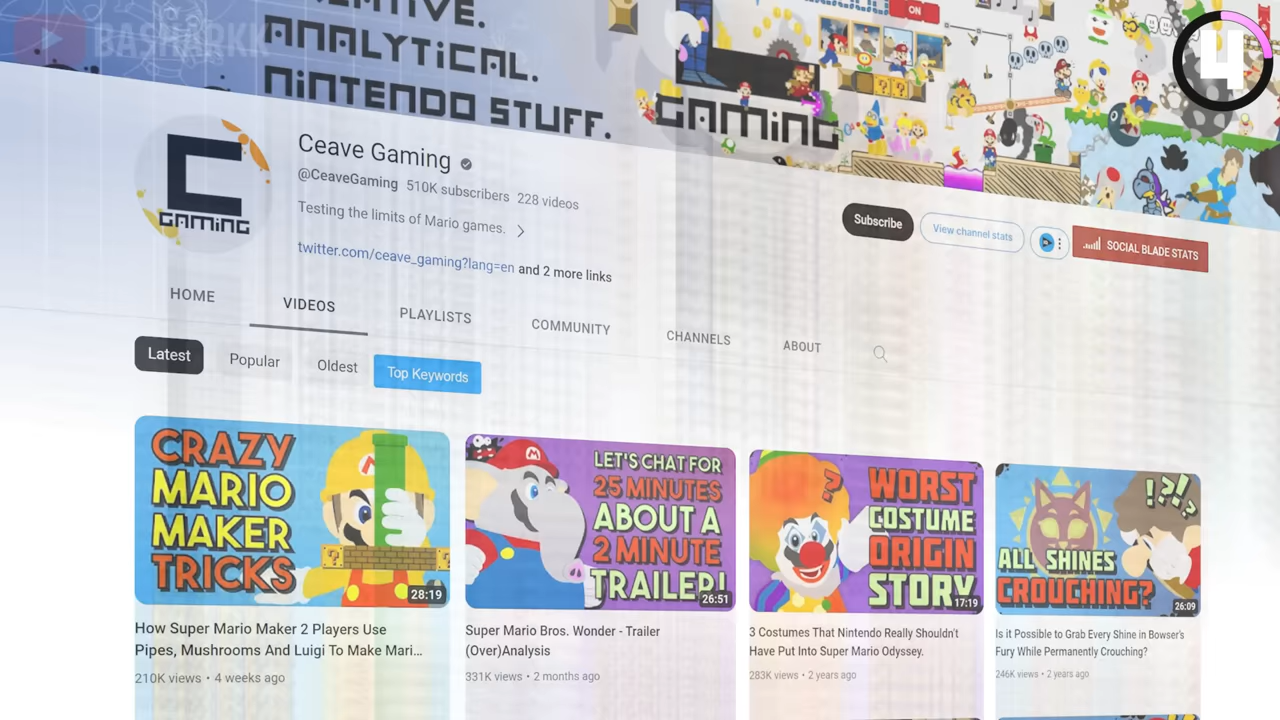 BASHARKK
ANALYTICAL.
NINTENDO STUFF.
GAMING
ON
4
C
GAMING
Ceave Gaming
@CeaveGaming 510K subscribers 228 videos
Testing the limits of Mario games.
twitter.com/ceave_gaming?lang=en and 2 more links
Subscribe
View channel stats
SOCIAL BLADE STATS
HOME
VIDEOS
PLAYLISTS
COMMUNITY
CHANNELS
ABOUT
Latest
Popular
Oldest
Top Keywords
CRAZY
MARIO
MAKER
TRICKS
28:19
How Super Mario Maker 2 Players Use
Pipes, Mushrooms And Luigi To Make Mari...
210K views • 4 weeks ago
LET'S CHAT FOR
25 MINUTES
ABOUT A
2 MINUTE
TRAILER!
26:51
Super Mario Bros. Wonder - Trailer
(Over)Analysis
331K views • 2 months ago
?
WORST
COSTUME
ORIGIN
STORY
17:19
3 Costumes That Nintendo Really Shouldn't
Have Put Into Super Mario Odyssey.
283K views • 2 years ago
!?!?
ALL SHINES
CROUCHING?
26:09
Is it Possible to Grab Every Shine in Bowser's
Fury While Permanently Crouching?
246K views • 2 years ago